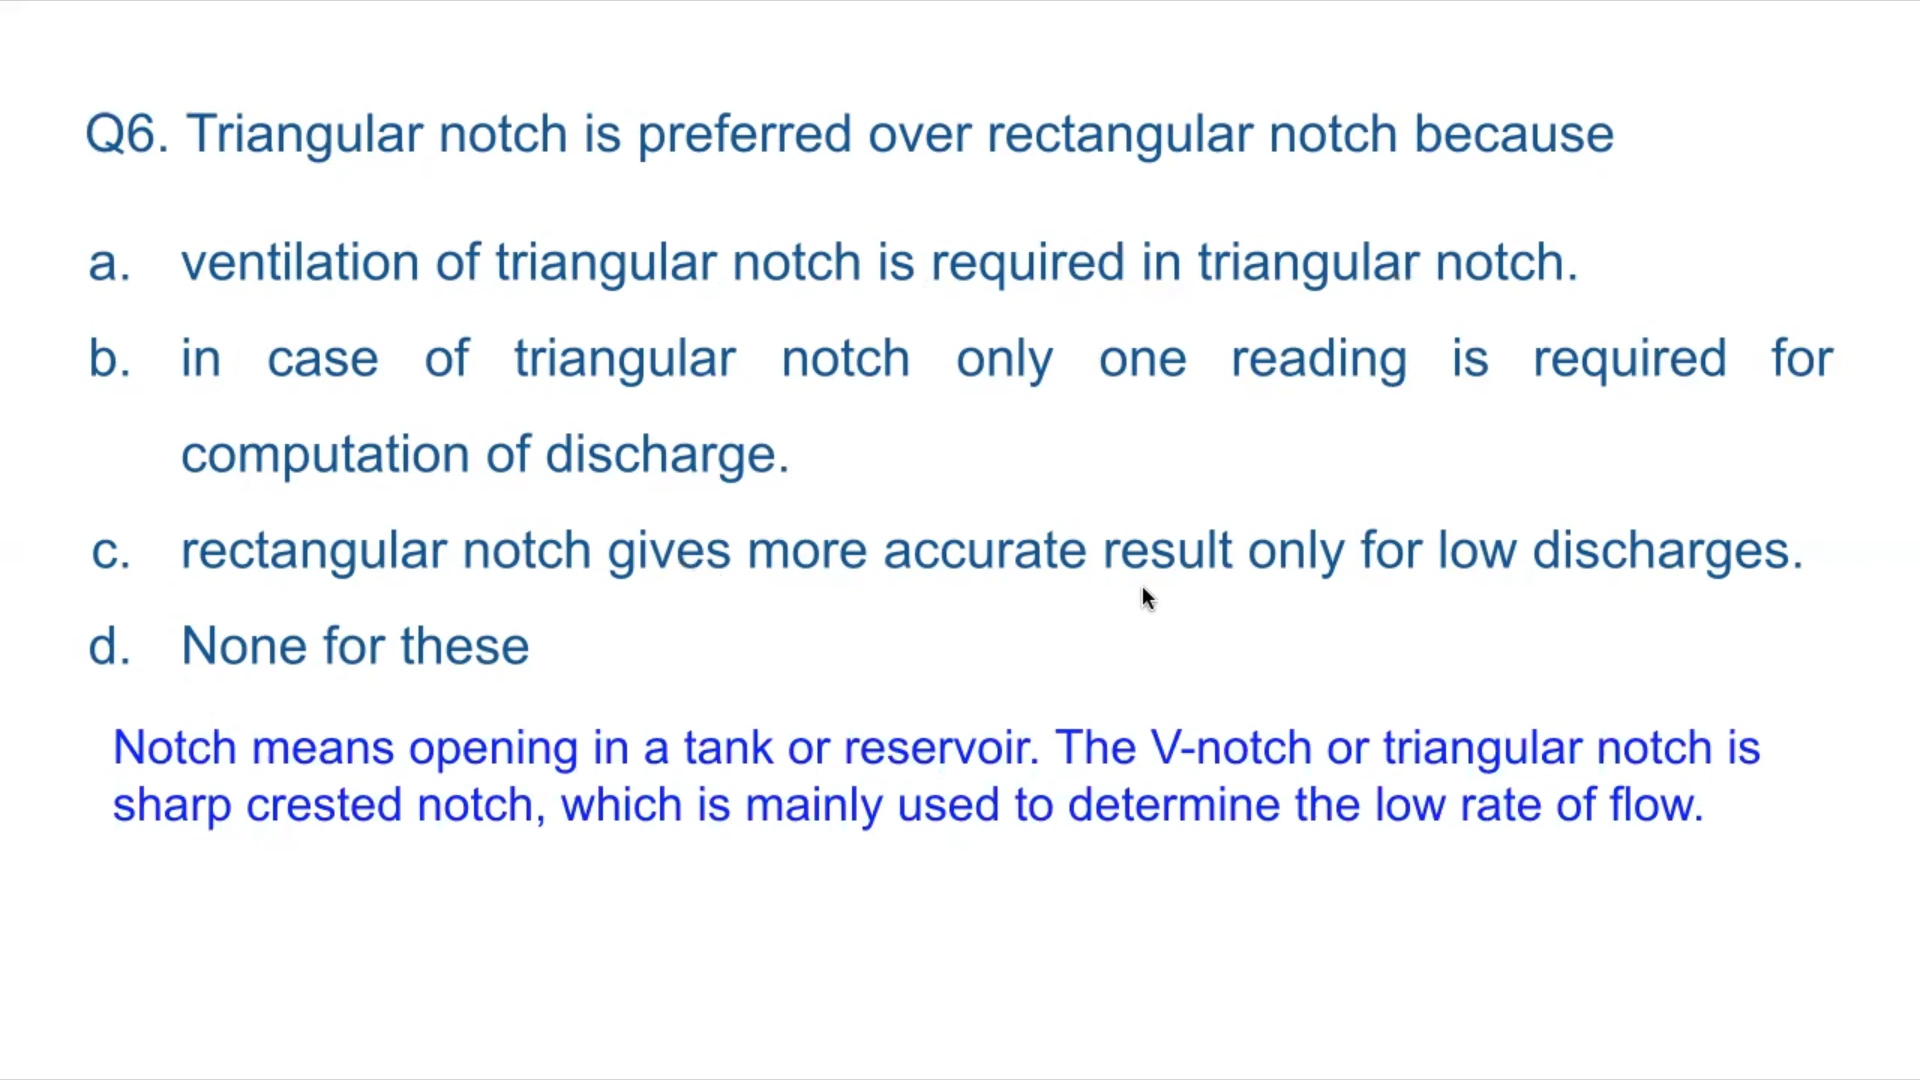 Q6. Triangular notch is preferred over rectangular notch because
a. ventilation of triangular notch is required in triangular notch.
b. in case of triangular notch only one reading is required for
computation of discharge.
c. rectangular notch gives more accurate result only for low discharges.
d. None for these
Notch means opening in a tank or reservoir. The V-notch or triangular notch is
sharp crested notch, which is mainly used to determine the low rate of flow.